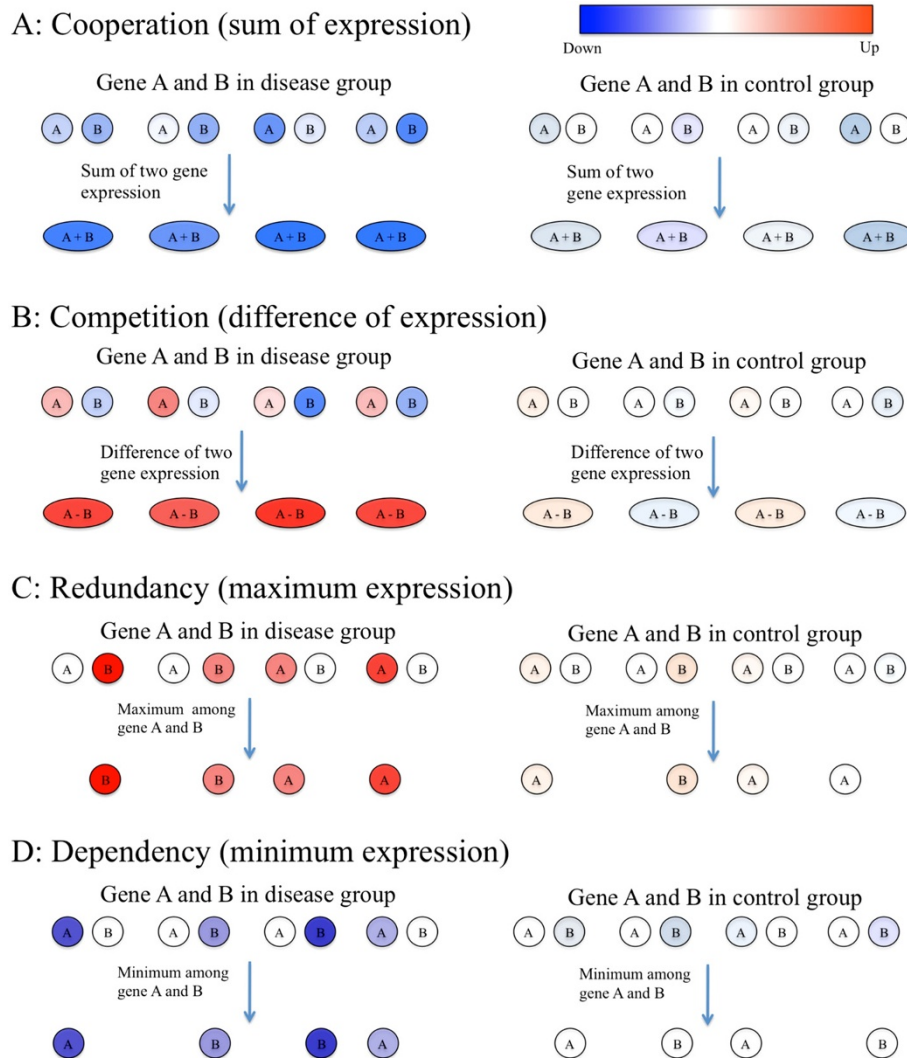 A: Cooperation (sum of expression)
Down Up
Gene A and B in disease group
Gene A and B in control group
A B A B A B A B
A B A B A B A B
Sum of two gene
expression
Sum of two
gene expression
A + B A + B A + B A + B
A + B A + B A + B A + B
B: Competition (difference of expression)
Gene A and B in disease group
Gene A and B in control group
A B A B A B A B
A B A B A B A B
Difference of two
gene expression
Difference of two
gene expression
A - B A - B A - B A - B
A - B A - B A - B A - B
C: Redundancy (maximum expression)
Gene A and B in disease group
Gene A and B in control group
A B A B A B A B
A B A B A B A B
Maximum among
gene A and B
Maximum among
gene A and B
B B A A
A B A A
D: Dependency (minimum expression)
Gene A and B in disease group
Gene A and B in control group
A B A B A B A B
A B A B A B A B
Minimum among
gene A and B
Minimum among
gene A and B
A B B A
A B A B